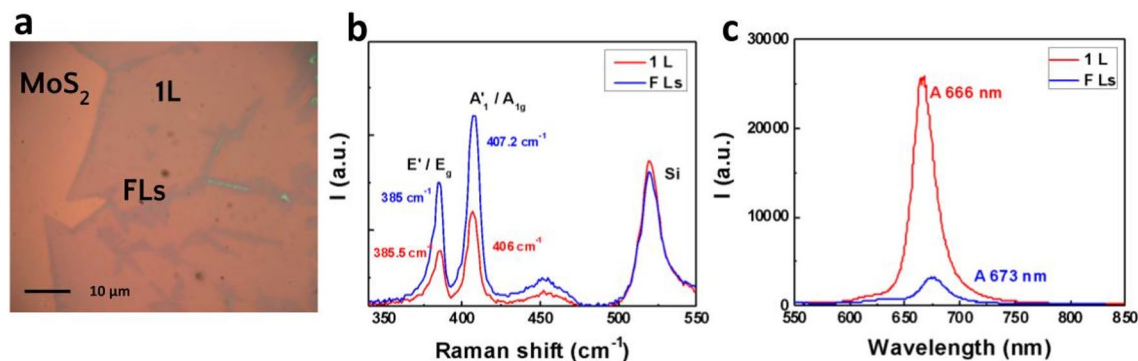 a
MoS₂
1L
FLs
10 μm
b
I (a.u.)
1 L
F Ls
A'₁ / A₁g
407.2 cm⁻¹
E' / Eg
385 cm⁻¹
385.5 cm⁻¹
406 cm⁻¹
Si
350 400 450 500 550
Raman shift (cm⁻¹)
c
I (a.u.)
30000
20000
10000
0
1 L
F Ls
A 666 nm
A 673 nm
550 600 650 700 750 800 850
Wavelength (nm)